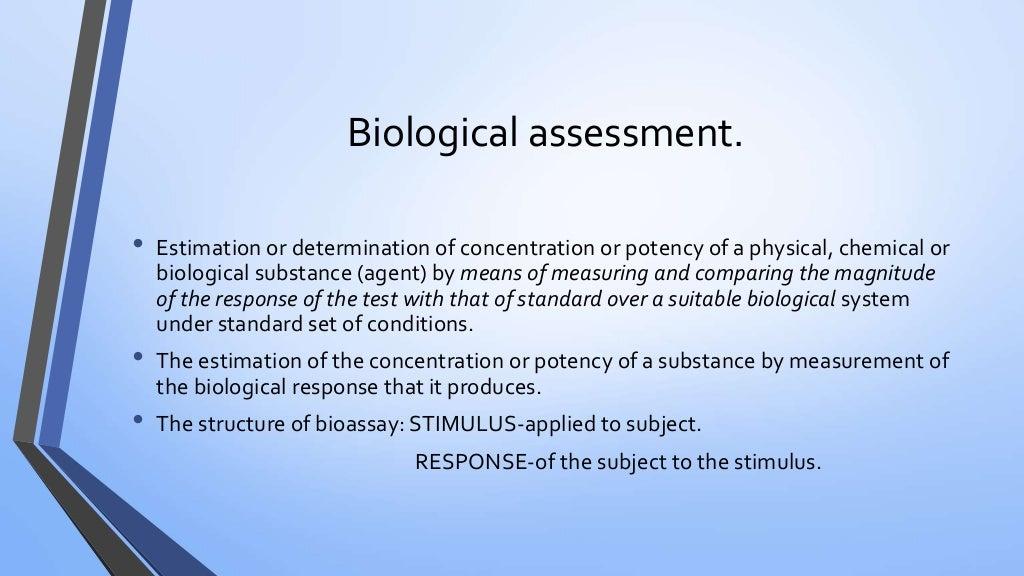 Biological assessment.
• Estimation or determination of concentration or potency of a physical, chemical or
biological substance (agent) by means of measuring and comparing the magnitude
of the response of the test with that of standard over a suitable biological system
under standard set of conditions.
• The estimation of the concentration or potency of a substance by measurement of
the biological response that it produces.
• The structure of bioassay: STIMULUS-applied to subject.
RESPONSE-of the subject to the stimulus.